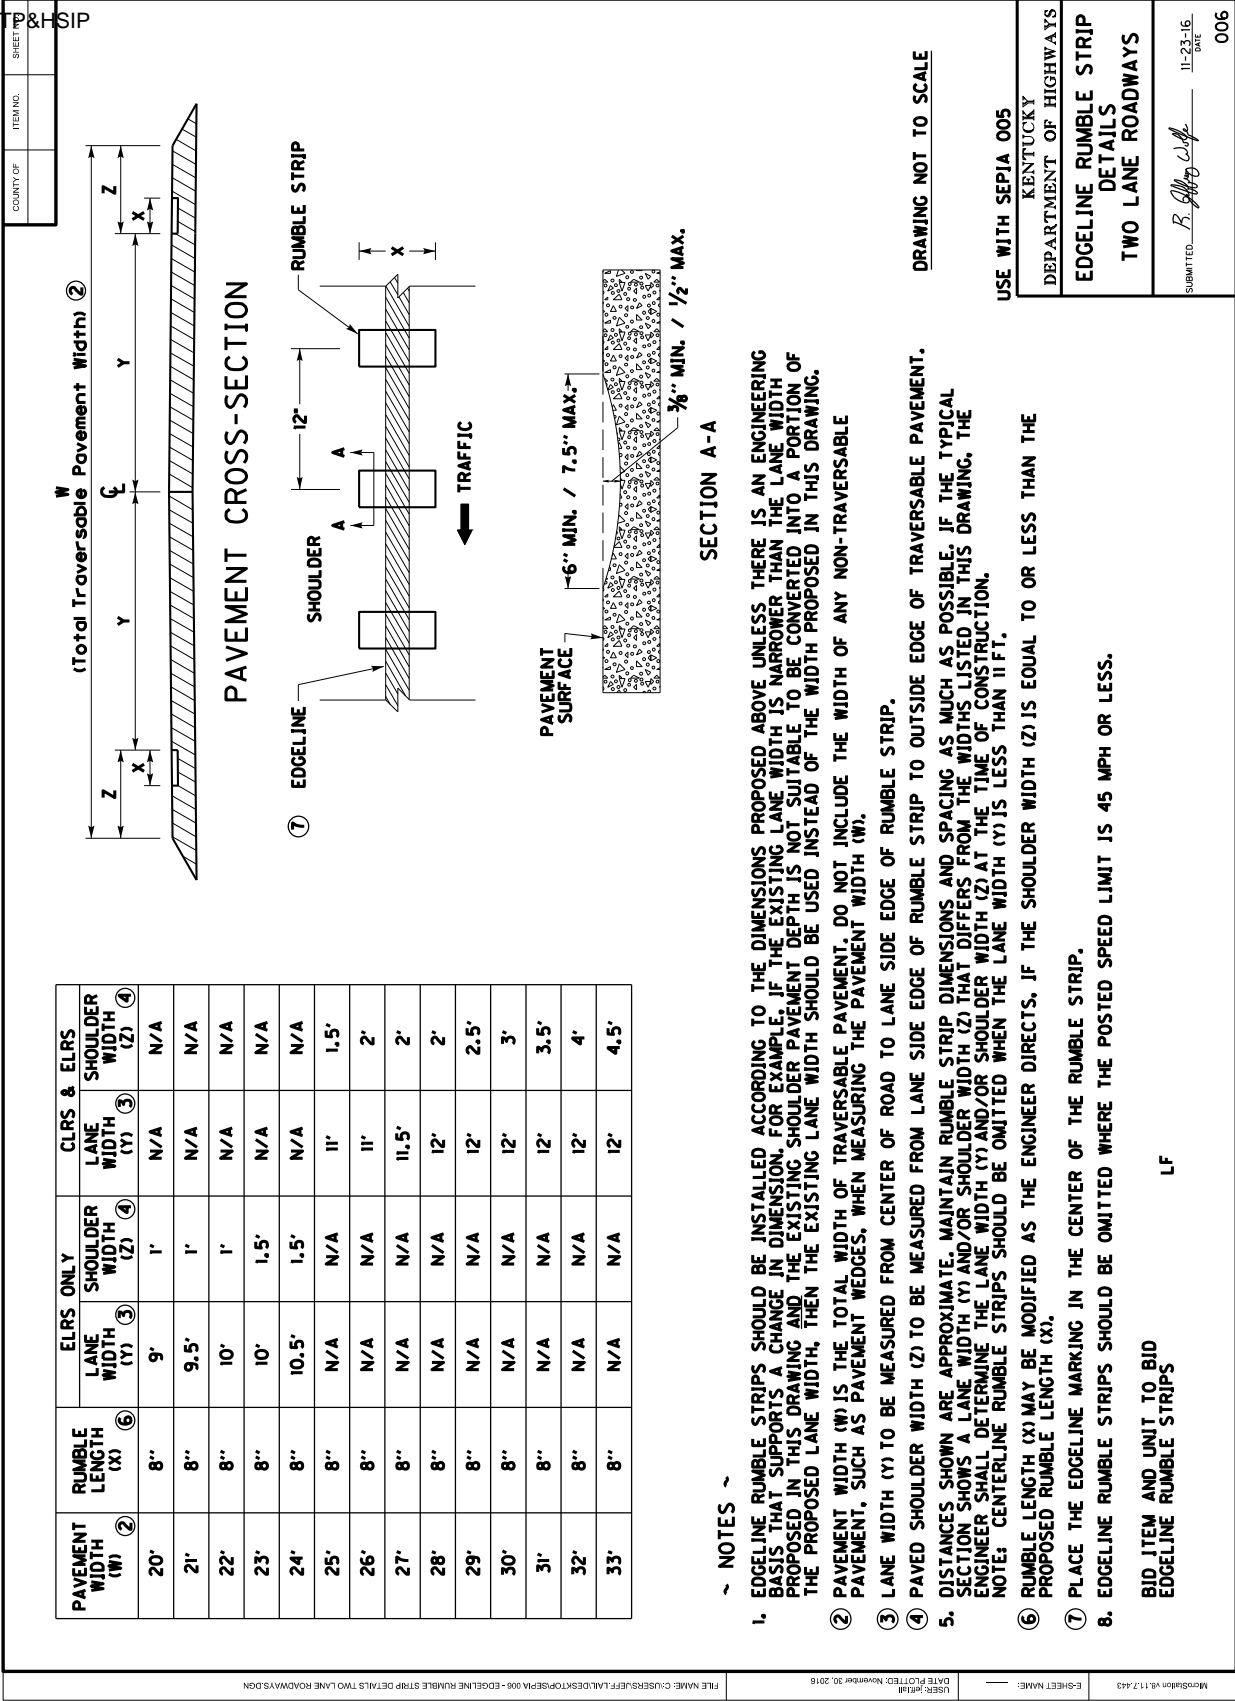 TP&HSIP
COUNTY OF
ITEM NO.
SHEET NO.
PAVEMENT WIDTH (W) ②
RUMBLE LENGTH (X) ⑥
ELRS ONLY
CLRS & ELRS
LANE WIDTH (Y) ③
SHOULDER WIDTH (Z) ④
LANE WIDTH (Y) ③
SHOULDER WIDTH (Z) ④
20' 8'' 9' 1' N/A N/A
21' 8'' 9.5' 1' N/A N/A
22' 8'' 10' 1' N/A N/A
23' 8'' 10' 1.5' N/A N/A
24' 8'' 10.5' 1.5' N/A N/A
25' 8'' N/A N/A 11' 1.5'
26' 8'' N/A N/A 11' 2'
27' 8'' N/A N/A 11.5' 2'
28' 8'' N/A N/A 12' 2'
29' 8'' N/A N/A 12' 2.5'
30' 8'' N/A N/A 12' 3'
31' 8'' N/A N/A 12' 3.5'
32' 8'' N/A N/A 12' 4'
33' 8'' N/A N/A 12' 4.5'
W
(Total Traversable Pavement Width) ②
Z
X
Y
CL
Y
X
Z
PAVEMENT CROSS-SECTION
⑦ EDGELINE
SHOULDER
A A
12"
RUMBLE STRIP
X
TRAFFIC
PAVEMENT
SURFACE
6'' MIN. / 7.5'' MAX.
3/8'' MIN. / 1/2'' MAX.
SECTION A-A
~ NOTES ~
1. EDGELINE RUMBLE STRIPS SHOULD BE INSTALLED ACCORDING TO THE DIMENSIONS PROPOSED ABOVE UNLESS THERE IS AN ENGINEERING
BASIS THAT SUPPORTS A CHANGE IN DIMENSION. FOR EXAMPLE, IF THE EXISTING LANE WIDTH IS NARROWER THAN THE LANE WIDTH
PROPOSED IN THIS DRAWING AND THE EXISTING SHOULDER PAVEMENT DEPTH IS NOT SUITABLE TO BE CONVERTED INTO A PORTION OF
THE PROPOSED LANE WIDTH, THEN THE EXISTING LANE WIDTH SHOULD BE USED INSTEAD OF THE WIDTH PROPOSED IN THIS DRAWING.
② PAVEMENT WIDTH (W) IS THE TOTAL WIDTH OF TRAVERSABLE PAVEMENT. DO NOT INCLUDE THE WIDTH OF ANY NON-TRAVERSABLE
PAVEMENT, SUCH AS PAVEMENT WEDGES, WHEN MEASURING THE PAVEMENT WIDTH (W).
③ LANE WIDTH (Y) TO BE MEASURED FROM CENTER OF ROAD TO LANE SIDE EDGE OF RUMBLE STRIP.
④ PAVED SHOULDER WIDTH (Z) TO BE MEASURED FROM LANE SIDE EDGE OF RUMBLE STRIP TO OUTSIDE EDGE OF TRAVERSABLE PAVEMENT.
5. DISTANCES SHOWN ARE APPROXIMATE. MAINTAIN RUMBLE STRIP DIMENSIONS AND SPACING AS MUCH AS POSSIBLE. IF THE TYPICAL
SECTION SHOWS A LANE WIDTH (Y) AND/OR SHOULDER WIDTH (Z) THAT DIFFERS FROM THE WIDTHS LISTED IN THIS DRAWING, THE
ENGINEER SHALL DETERMINE THE LANE WIDTH (Y) AND/OR SHOULDER WIDTH (Z) AT THE TIME OF CONSTRUCTION.
NOTE: CENTERLINE RUMBLE STRIPS SHOULD BE OMITTED WHEN THE LANE WIDTH (Y) IS LESS THAN 11 FT.
⑥ RUMBLE LENGTH (X) MAY BE MODIFIED AS THE ENGINEER DIRECTS, IF THE SHOULDER WIDTH (Z) IS EQUAL TO OR LESS THAN THE
PROPOSED RUMBLE LENGTH (X).
⑦ PLACE THE EDGELINE MARKING IN THE CENTER OF THE RUMBLE STRIP.
8. EDGELINE RUMBLE STRIPS SHOULD BE OMITTED WHERE THE POSTED SPEED LIMIT IS 45 MPH OR LESS.
BID ITEM AND UNIT TO BID
EDGELINE RUMBLE STRIPS LF
DRAWING NOT TO SCALE
USE WITH SEPIA 005
KENTUCKY
DEPARTMENT OF HIGHWAYS
EDGELINE RUMBLE STRIP
DETAILS
TWO LANE ROADWAYS
SUBMITTED R. Jeffrey Wolfe 11-23-16
DATE
006
MicroStation v8.11.7.443
E-SHEET NAME:
USER: jeff.lail
DATE PLOTTED: November 30, 2016
FILE NAME: C:\USERS\JEFF.LAIL\DESKTOP\SEPIA 006 - EDGELINE RUMBLE STRIP DETAILS TWO LANE ROADWAYS.DGN